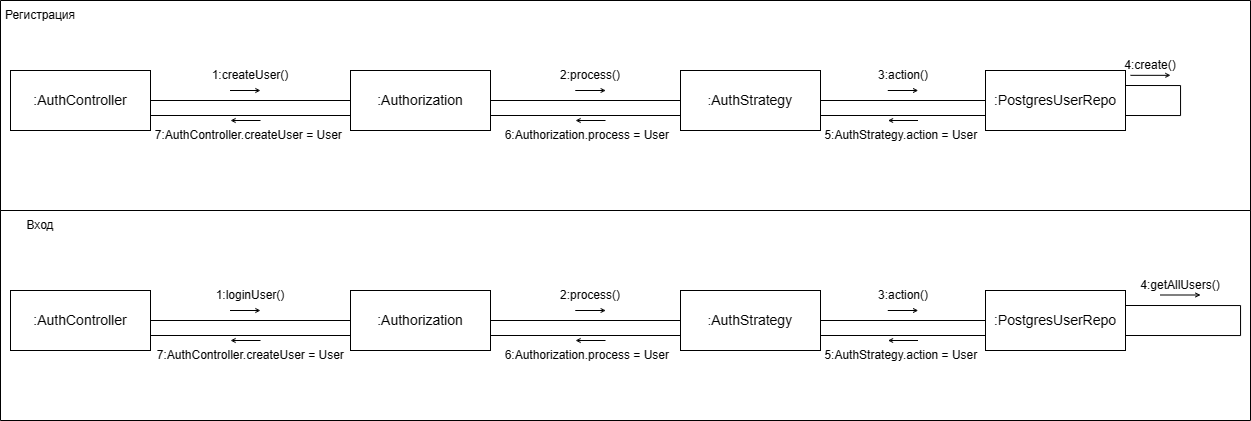 Регистрация
4:create()
1:createUser()
2:process()
3:action()
:AuthController
:Authorization
:AuthStrategy
:PostgresUserRepo
7:AuthController.createUser = User
6:Authorization.process = User
5:AuthStrategy.action = User
Вход
4:getAllUsers()
1:loginUser()
2:process()
3:action()
:AuthController
:Authorization
:AuthStrategy
:PostgresUserRepo
7:AuthController.createUser = User
6:Authorization.process = User
5:AuthStrategy.action = User